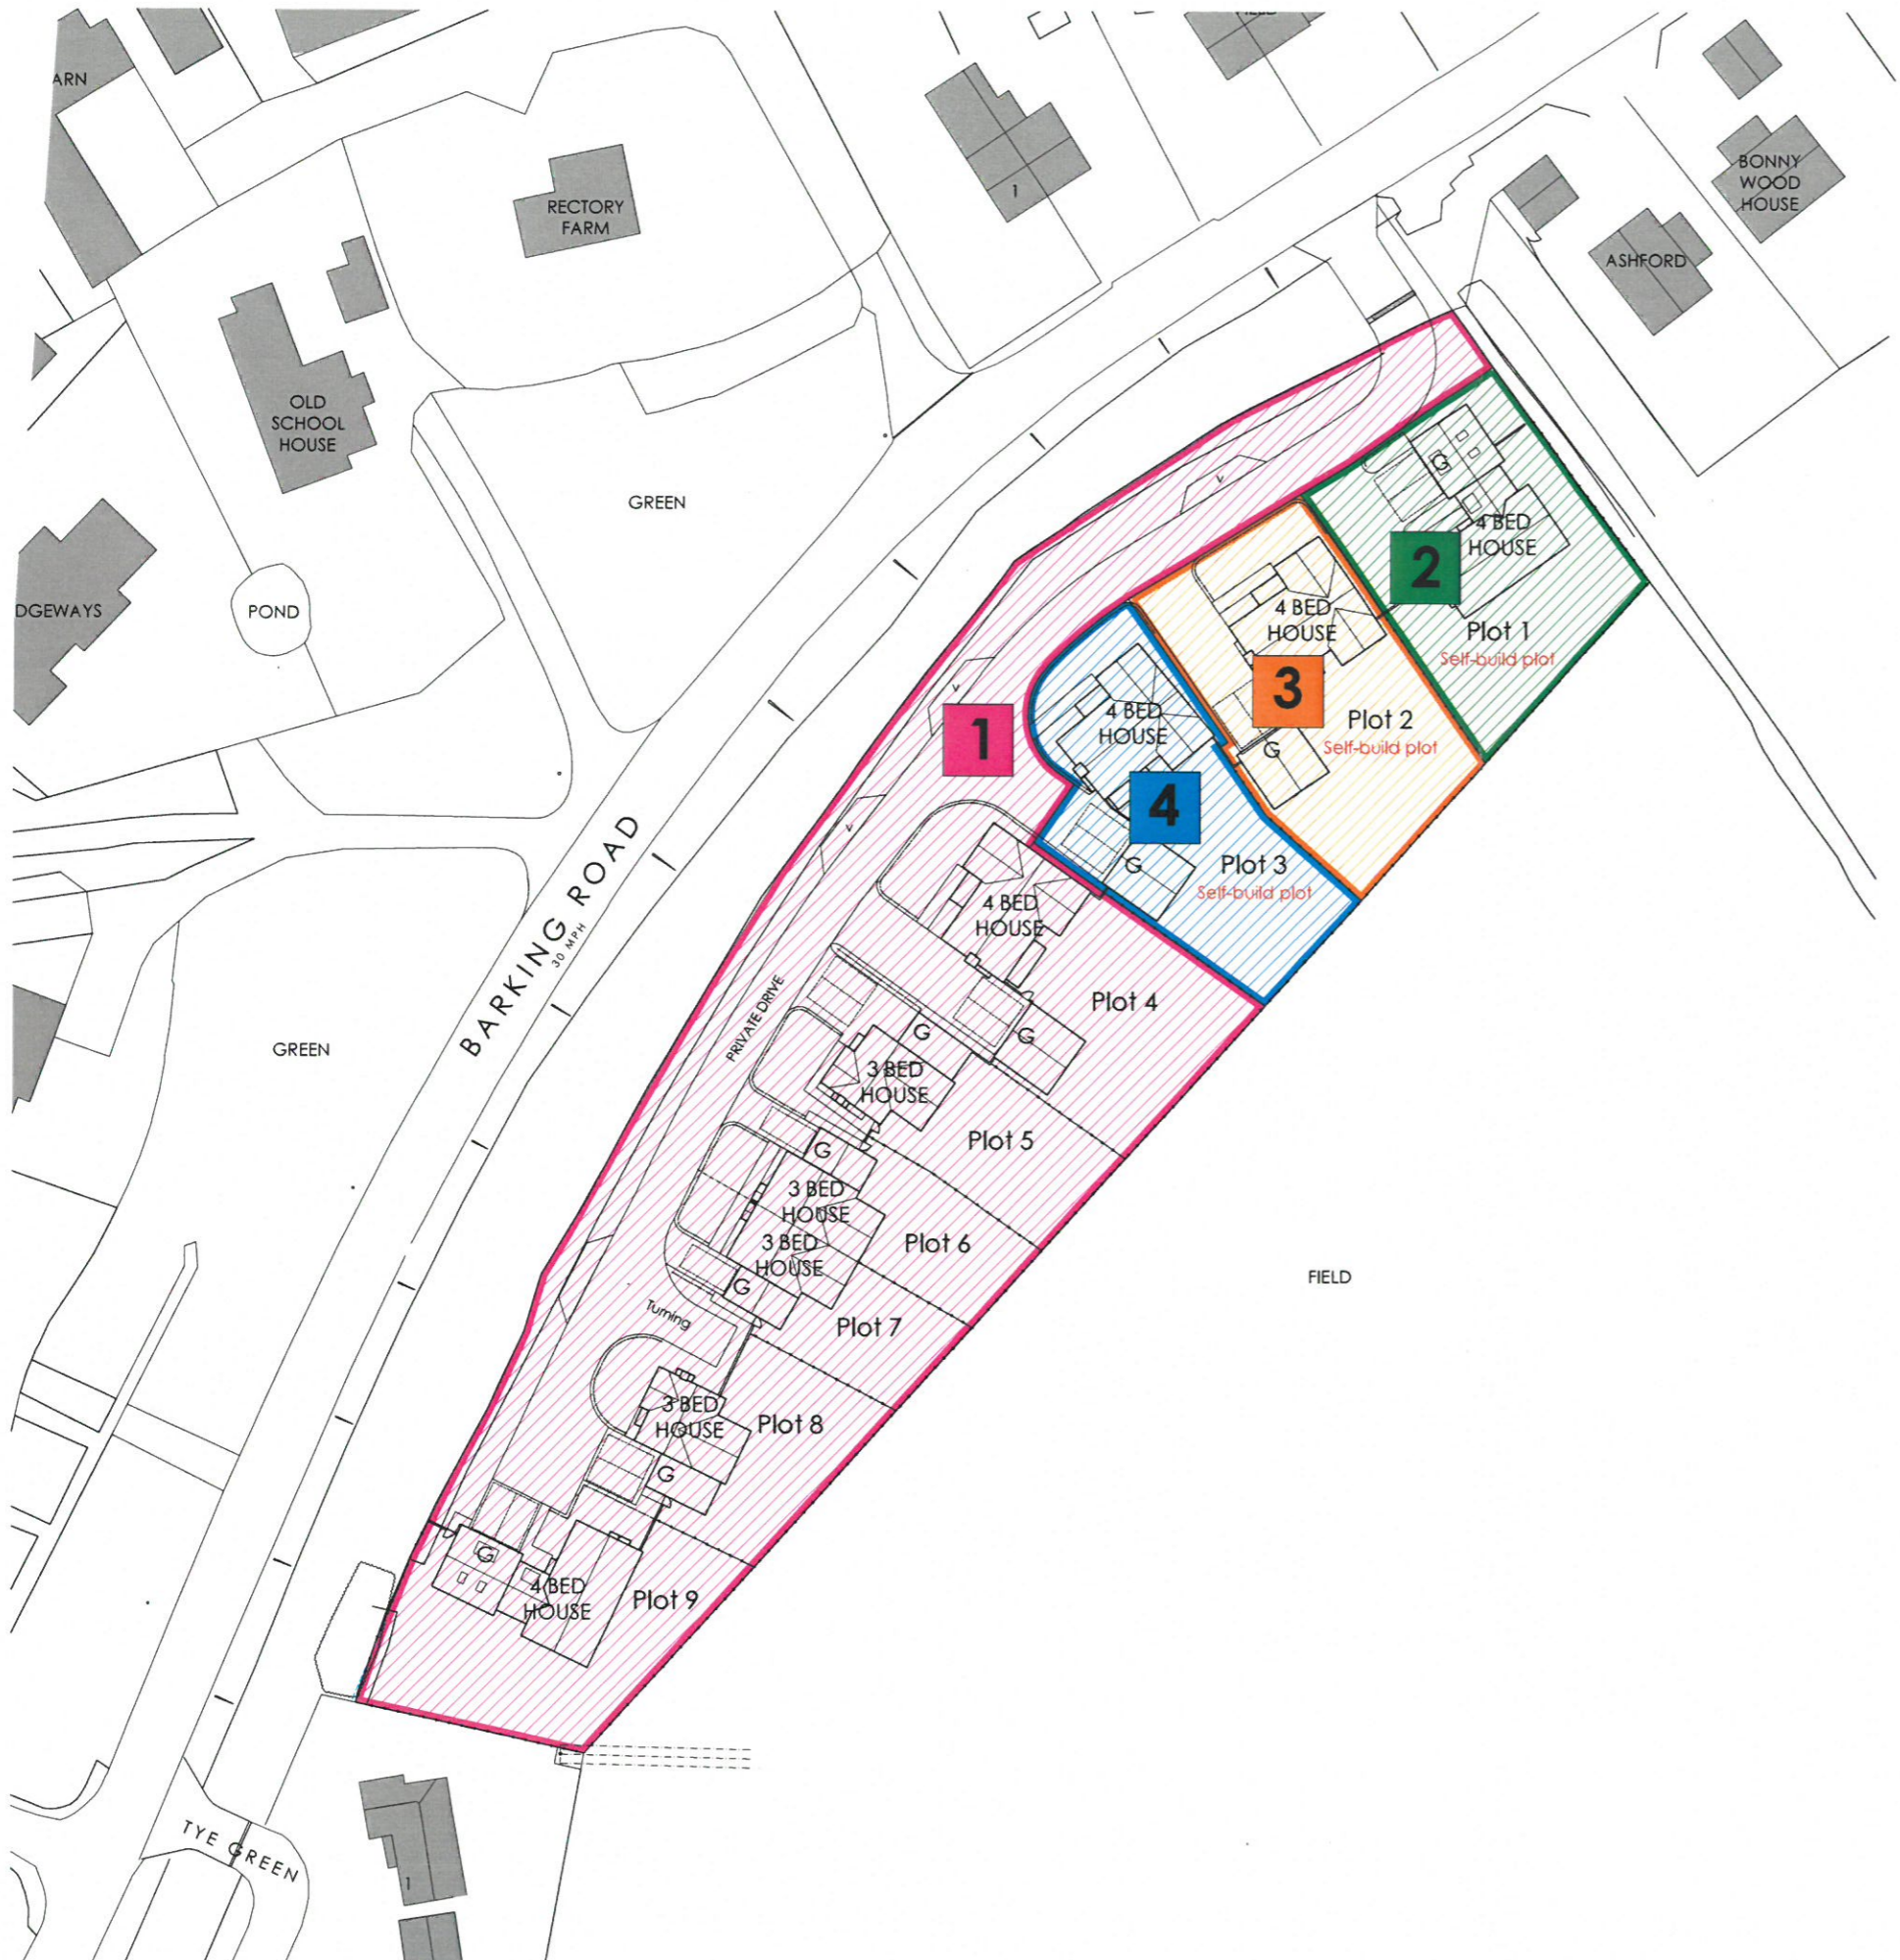 ARN
RECTORY
FARM
1
BONNY
WOOD
HOUSE
ASHFORD
OLD
SCHOOL
HOUSE
GREEN
DGEWAYS
POND
G
4 BED
HOUSE
2
Plot 1
Self-build plot
4 BED
HOUSE
3
Plot 2
Self-build plot
G
1
4 BED
HOUSE
4
Plot 3
Self-build plot
G
BARKING ROAD
30 MPH
PRIVATE DRIVE
4 BED
HOUSE
Plot 4
G
GREEN
G
3 BED
HOUSE
Plot 5
G
3 BED
HOUSE
Plot 6
3 BED
HOUSE
G
Plot 7
FIELD
Turning
3 BED
HOUSE
Plot 8
G
G
4 BED
HOUSE
Plot 9
TYE GREEN
1